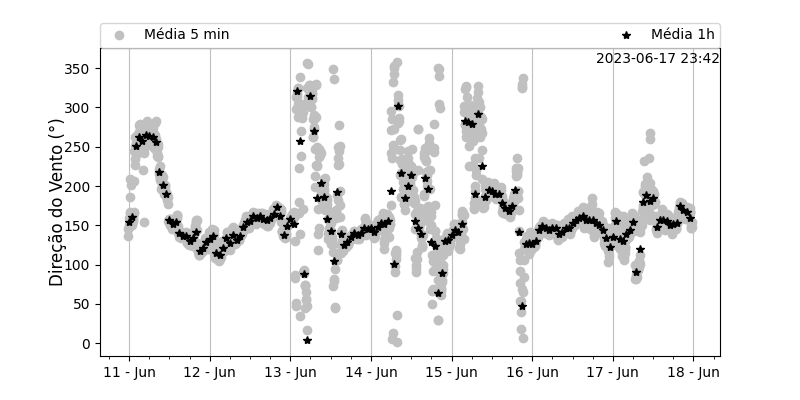 Média 5 min
Média 1h
2023-06-17 23:42
Direção do Vento (°)
350
300
250
200
150
100
50
0
11 - Jun
12 - Jun
13 - Jun
14 - Jun
15 - Jun
16 - Jun
17 - Jun
18 - Jun